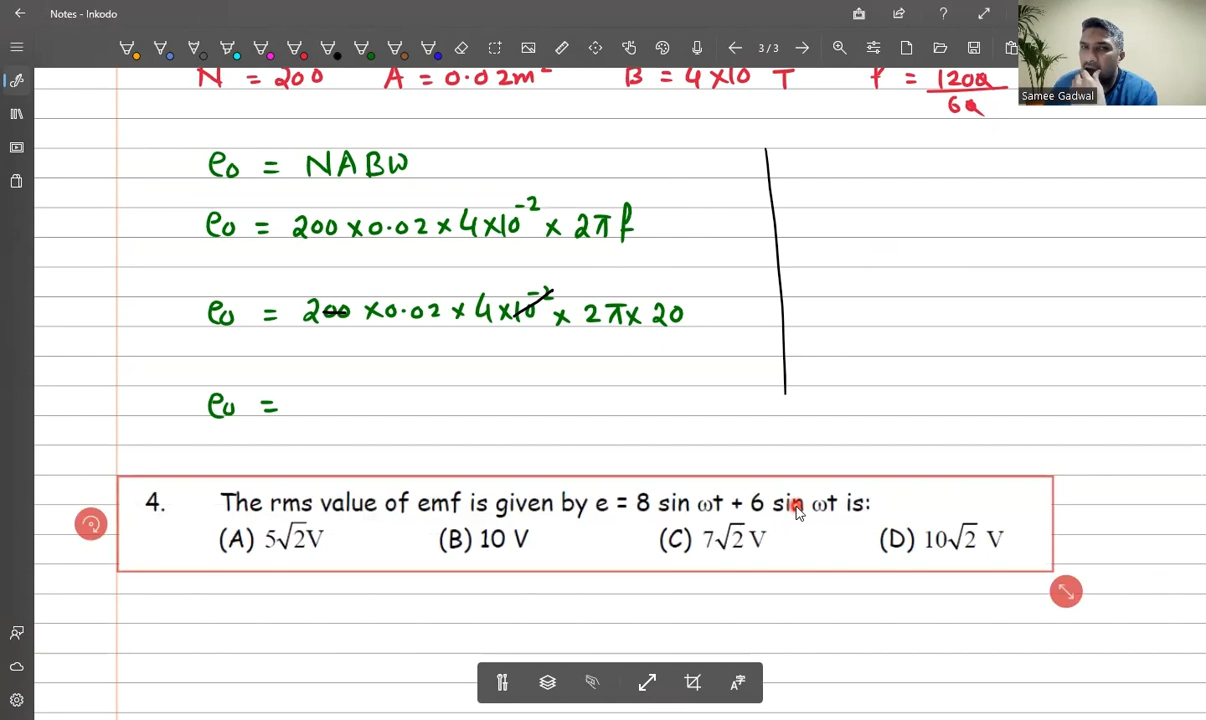 Notes - Inkodo
3 / 3
N = 200 A = 0.02m² B = 4×10 T f = 1200/60
Samee Gadwal
e₀ = NABω
e₀ = 200 × 0.02 × 4×10⁻² × 2πf
e₀ = 200 × 0.02 × 4×10⁻² × 2π × 20
e₀ =
4. The rms value of emf is given by e = 8 sin ωt + 6 sin ωt is:
(A) 5√2V (B) 10 V (C) 7√2 V (D) 10√2 V